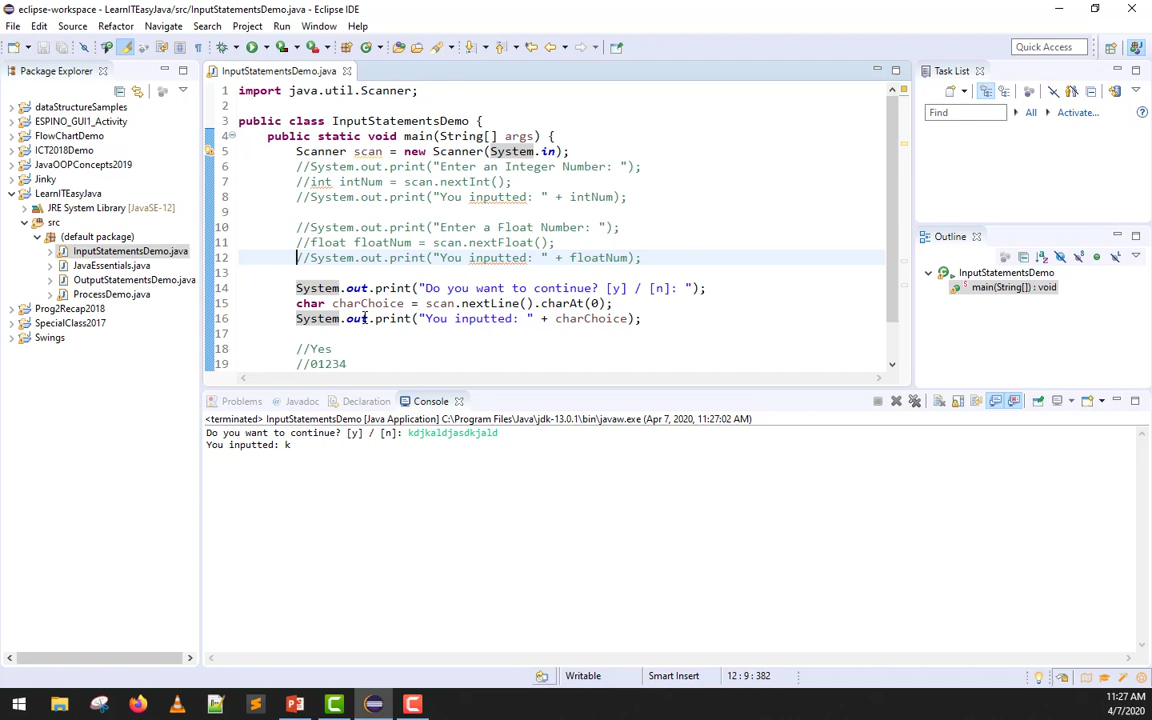 eclipse-workspace - LearnITEasyJava/src/InputStatementsDemo.java - Eclipse IDE
File Edit Source Refactor Navigate Search Project Run Window Help
Quick Access
Package Explorer
dataStructureSamples
ESPINO_GUI1_Activity
FlowChartDemo
ICT2018Demo
JavaOOPConcepts2019
Jinky
LearnITEasyJava
JRE System Library [JavaSE-12]
src
(default package)
InputStatementsDemo.java
JavaEssentials.java
OutputStatementsDemo.java
ProcessDemo.java
Prog2Recap2018
SpecialClass2017
Swings
InputStatementsDemo.java
1 import java.util.Scanner;
2
3 public class InputStatementsDemo {
4 public static void main(String[] args) {
5 Scanner scan = new Scanner(System.in);
6 //System.out.print("Enter an Integer Number: ");
7 //int intNum = scan.nextInt();
8 //System.out.print("You inputted: " + intNum);
9
10 //System.out.print("Enter a Float Number: ");
11 //float floatNum = scan.nextFloat();
12 //System.out.print("You inputted: " + floatNum);
13
14 System.out.print("Do you want to continue? [y] / [n]: ");
15 char charChoice = scan.nextLine().charAt(0);
16 System.out.print("You inputted: " + charChoice);
17
18 //Yes
19 //01234
Task List
Find All Activate...
Outline
InputStatementsDemo
main(String[]) : void
Problems Javadoc Declaration Console
<terminated> InputStatementsDemo [Java Application] C:\Program Files\Java\jdk-13.0.1\bin\javaw.exe (Apr 7, 2020, 11:27:02 AM)
Do you want to continue? [y] / [n]: kdjkaldjasdkjald
You inputted: k
Writable Smart Insert 12 : 9 : 382
11:27 AM
4/7/2020